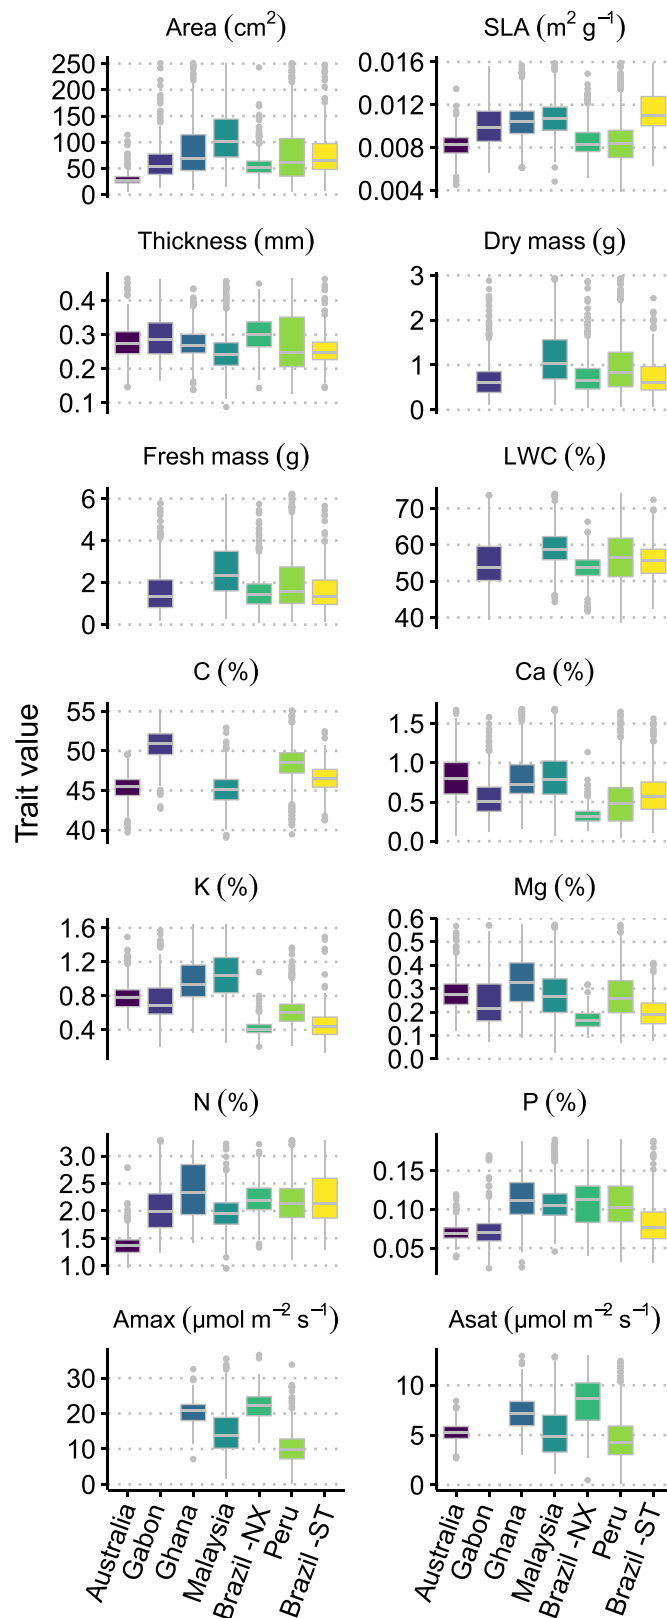 Area (cm²)
250
200
150
100
50
0
SLA (m² g⁻¹)
0.016
0.012
0.008
0.004
Thickness (mm)
0.4
0.3
0.2
0.1
Dry mass (g)
3
2
1
0
Fresh mass (g)
6
4
2
0
LWC (%)
70
60
50
40
Trait value
C (%)
55
50
45
40
Ca (%)
1.5
1.0
0.5
0.0
K (%)
1.6
1.2
0.8
0.4
Mg (%)
0.6
0.5
0.4
0.3
0.2
0.1
0.0
N (%)
3.0
2.5
2.0
1.5
1.0
P (%)
0.15
0.10
0.05
Amax (μmol m⁻² s⁻¹)
30
20
10
0
Asat (μmol m⁻² s⁻¹)
10
5
0
Australia
Gabon
Ghana
Malaysia
Brazil -NX
Peru
Brazil -ST
Australia
Gabon
Ghana
Malaysia
Brazil -NX
Peru
Brazil -ST